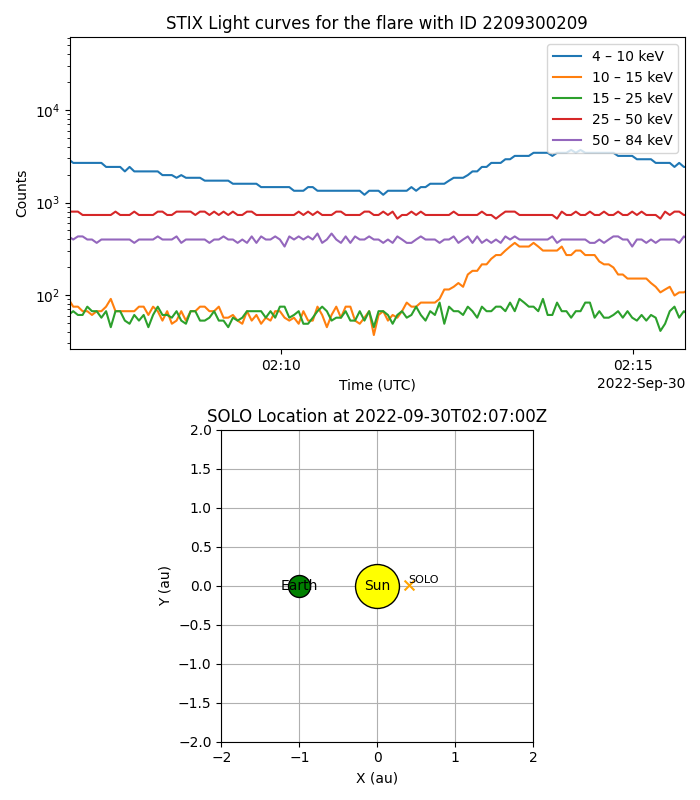 STIX Light curves for the flare with ID 2209300209
4 – 10 keV
10 – 15 keV
15 – 25 keV
25 – 50 keV
50 – 84 keV
Counts
10⁴
10³
10²
02:10
02:15
Time (UTC)
2022-Sep-30
SOLO Location at 2022-09-30T02:07:00Z
2.0
1.5
1.0
0.5
0.0
−0.5
−1.0
−1.5
−2.0
Y (au)
Earth
Sun
SOLO
−2 −1 0 1 2
X (au)